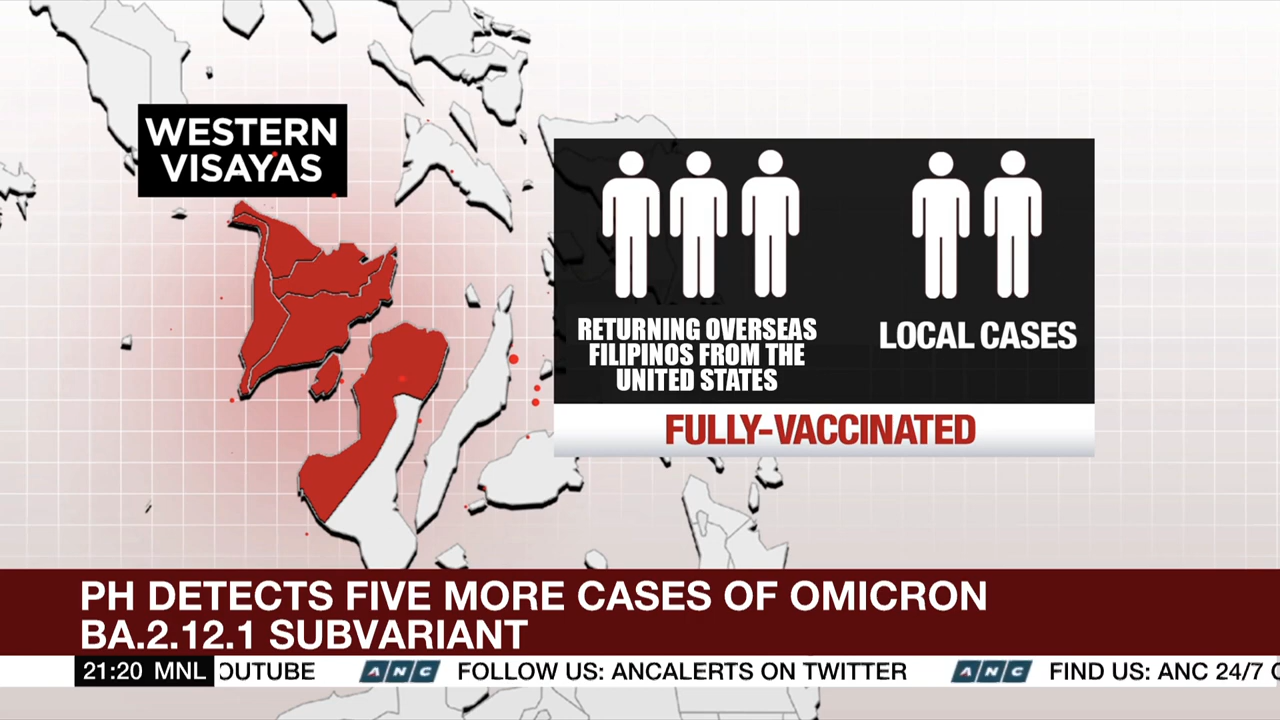 WESTERN
VISAYAS
RETURNING OVERSEAS
FILIPINOS FROM THE
UNITED STATES
LOCAL CASES
FULLY-VACCINATED
PH DETECTS FIVE MORE CASES OF OMICRON
BA.2.12.1 SUBVARIANT
21:20 MNL OUTUBE ANC FOLLOW US: ANCALERTS ON TWITTER ANC FIND US: ANC 24/7